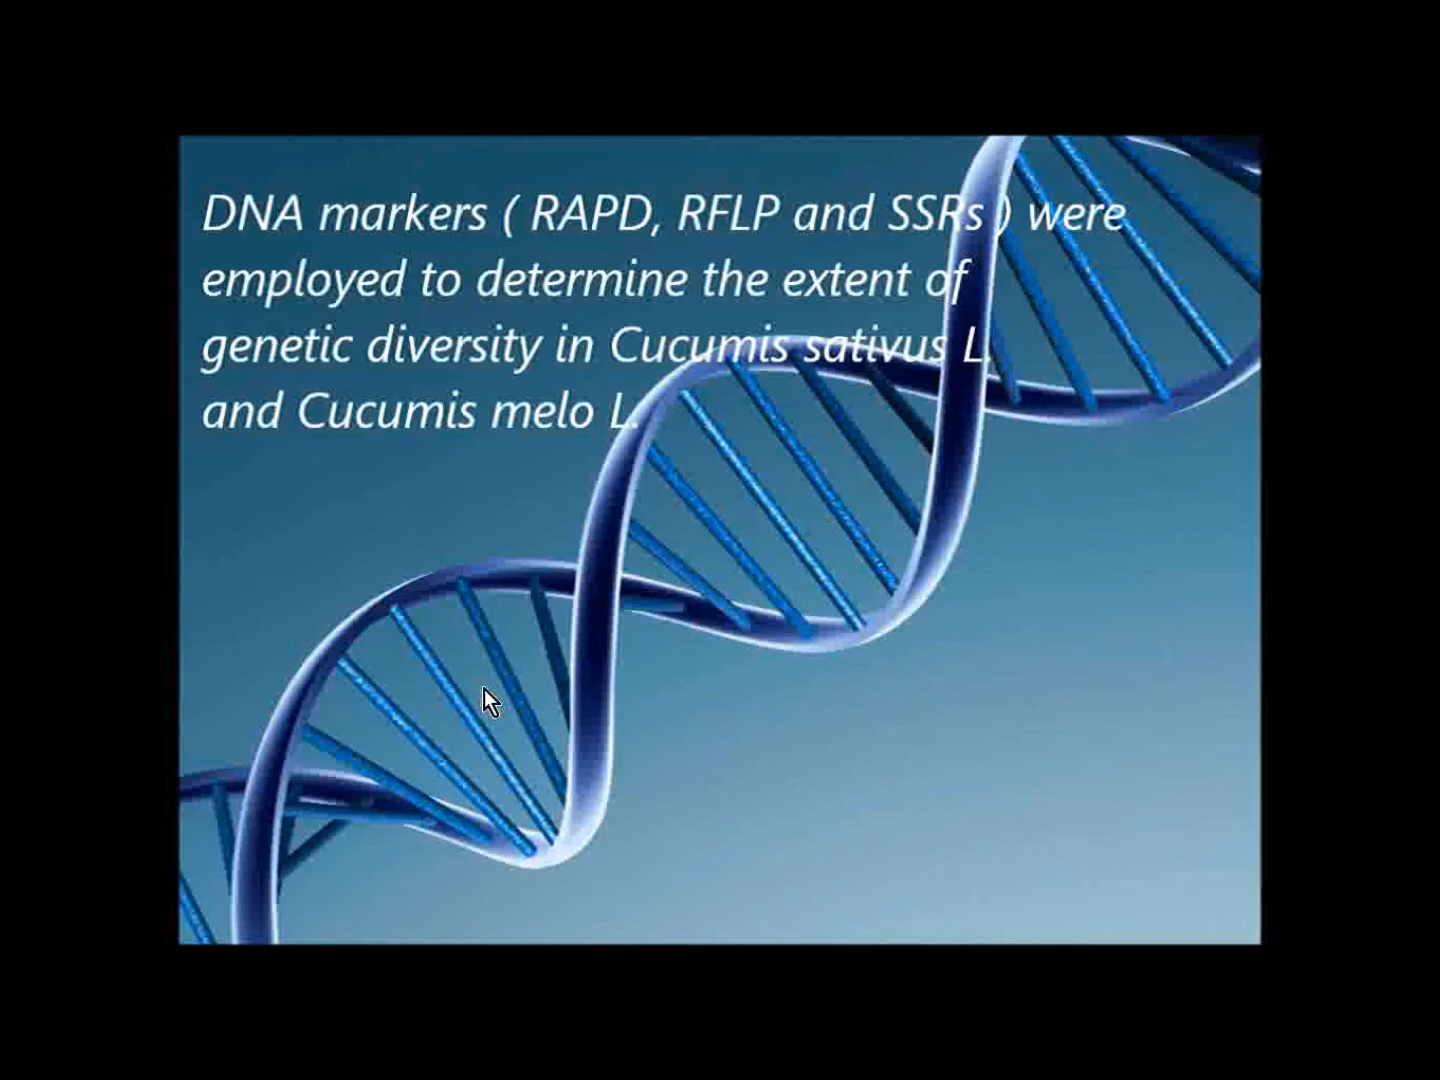 DNA markers ( RAPD, RFLP and SSRs ) were
employed to determine the extent of
genetic diversity in Cucumis sativus L.
and Cucumis melo L.